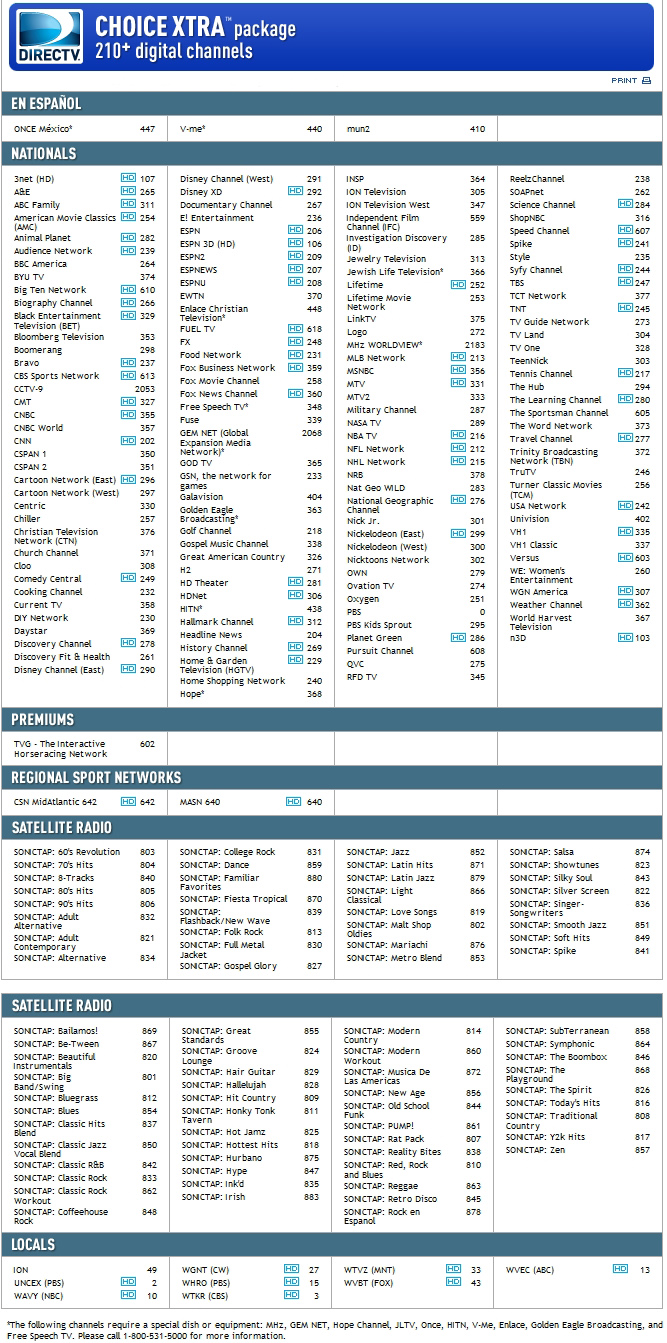 DIRECTV
CHOICE XTRA™ package
210+ digital channels
PRINT
EN ESPAÑOL
ONCE México* 447
V-me* 440
mun2 410
NATIONALS
3net (HD) HD 107
A&E HD 265
ABC Family HD 311
American Movie Classics HD 254
(AMC)
Animal Planet HD 282
Audience Network HD 239
BBC America 264
BYU TV 374
Big Ten Network HD 610
Biography Channel HD 266
Black Entertainment HD 329
Television (BET)
Bloomberg Television 353
Boomerang 298
Bravo HD 237
CBS Sports Network HD 613
CCTV-9 2053
CMT HD 327
CNBC HD 355
CNBC World 357
CNN HD 202
CSPAN 1 350
CSPAN 2 351
Cartoon Network (East) HD 296
Cartoon Network (West) 297
Centric 330
Chiller 257
Christian Television 376
Network (CTN)
Church Channel 371
Cloo 308
Comedy Central HD 249
Cooking Channel 232
Current TV 358
DIY Network 230
Daystar 369
Discovery Channel HD 278
Discovery Fit & Health 261
Disney Channel (East) HD 290
Disney Channel (West) 291
Disney XD HD 292
Documentary Channel 267
E! Entertainment 236
ESPN HD 206
ESPN 3D (HD) HD 106
ESPN2 HD 209
ESPNEWS HD 207
ESPNU HD 208
EWTN 370
Enlace Christian 448
Television*
FUEL TV HD 618
FX HD 248
Food Network HD 231
Fox Business Network HD 359
Fox Movie Channel 258
Fox News Channel HD 360
Free Speech TV* 348
Fuse 339
GEM NET (Global 2068
Expansion Media
Network)*
GOD TV 365
GSN, the network for 233
games
Galavision 404
Golden Eagle 363
Broadcasting*
Golf Channel 218
Gospel Music Channel 338
Great American Country 326
H2 271
HD Theater HD 281
HDNet HD 306
HITN* 438
Hallmark Channel HD 312
Headline News 204
History Channel HD 269
Home & Garden HD 229
Television (HGTV)
Home Shopping Network 240
Hope* 368
INSP 364
ION Television 305
ION Television West 347
Independent Film 559
Channel (IFC)
Investigation Discovery 285
(ID)
Jewelry Television 313
Jewish Life Television* 366
Lifetime HD 252
Lifetime Movie 253
Network
LinkTV 375
Logo 272
MHz WORLDVIEW* 2183
MLB Network HD 213
MSNBC HD 356
MTV HD 331
MTV2 333
Military Channel 287
NASA TV 289
NBA TV HD 216
NFL Network HD 212
NHL Network HD 215
NRB 378
Nat Geo WILD 283
National Geographic HD 276
Channel
Nick Jr. 301
Nickelodeon (East) HD 299
Nickelodeon (West) 300
Nicktoons Network 302
OWN 279
Ovation TV 274
Oxygen 251
PBS 0
PBS Kids Sprout 295
Planet Green HD 286
Pursuit Channel 608
QVC 275
RFD TV 345
ReelzChannel 238
SOAPnet 262
Science Channel HD 284
ShopNBC 316
Speed Channel HD 607
Spike HD 241
Style 235
Syfy Channel HD 244
TBS HD 247
TCT Network 377
TNT HD 245
TV Guide Network 273
TV Land 304
TV One 328
TeenNick 303
Tennis Channel HD 217
The Hub 294
The Learning Channel HD 280
The Sportsman Channel 605
The Word Network 373
Travel Channel HD 277
Trinity Broadcasting 372
Network (TBN)
TruTV 246
Turner Classic Movies 256
(TCM)
USA Network HD 242
Univision 402
VH1 HD 335
VH1 Classic 337
Versus HD 603
WE: Women's 260
Entertainment
WGN America HD 307
Weather Channel HD 362
World Harvest 367
Television
n3D HD 103
PREMIUMS
TVG - The Interactive 602
Horseracing Network
REGIONAL SPORT NETWORKS
CSN MidAtlantic 642 HD 642
MASN 640 HD 640
SATELLITE RADIO
SONICTAP: 60's Revolution 803
SONICTAP: 70's Hits 804
SONICTAP: 8-Tracks 840
SONICTAP: 80's Hits 805
SONICTAP: 90's Hits 806
SONICTAP: Adult 832
Alternative
SONICTAP: Adult 821
Contemporary
SONICTAP: Alternative 834
SONICTAP: College Rock 831
SONICTAP: Dance 859
SONICTAP: Familiar 880
Favorites
SONICTAP: Fiesta Tropical 870
SONICTAP: 839
Flashback/New Wave
SONICTAP: Folk Rock 813
SONICTAP: Full Metal 830
Jacket
SONICTAP: Gospel Glory 827
SONICTAP: Jazz 852
SONICTAP: Latin Hits 871
SONICTAP: Latin Jazz 879
SONICTAP: Light 866
Classical
SONICTAP: Love Songs 819
SONICTAP: Malt Shop 802
Oldies
SONICTAP: Mariachi 876
SONICTAP: Metro Blend 853
SONICTAP: Salsa 874
SONICTAP: Showtunes 823
SONICTAP: Silky Soul 843
SONICTAP: Silver Screen 822
SONICTAP: Singer- 836
Songwriters
SONICTAP: Smooth Jazz 851
SONICTAP: Soft Hits 849
SONICTAP: Spike 841
SATELLITE RADIO
SONICTAP: Bailamos! 869
SONICTAP: Be-Tween 867
SONICTAP: Beautiful 820
Instrumentals
SONICTAP: Big 801
Band/Swing
SONICTAP: Bluegrass 812
SONICTAP: Blues 854
SONICTAP: Classic Hits 837
Blend
SONICTAP: Classic Jazz 850
Vocal Blend
SONICTAP: Classic R&B 842
SONICTAP: Classic Rock 833
SONICTAP: Classic Rock 862
Workout
SONICTAP: Coffeehouse 848
Rock
SONICTAP: Great 855
Standards
SONICTAP: Groove 824
Lounge
SONICTAP: Hair Guitar 829
SONICTAP: Hallelujah 828
SONICTAP: Hit Country 809
SONICTAP: Honky Tonk 811
Tavern
SONICTAP: Hot Jamz 825
SONICTAP: Hottest Hits 818
SONICTAP: Hurbano 875
SONICTAP: Hype 847
SONICTAP: Ink'd 835
SONICTAP: Irish 883
SONICTAP: Modern 814
Country
SONICTAP: Modern 860
Workout
SONICTAP: Musica De 872
Las Americas
SONICTAP: New Age 856
SONICTAP: Old School 844
Funk
SONICTAP: PUMP! 861
SONICTAP: Rat Pack 807
SONICTAP: Reality Bites 838
SONICTAP: Red, Rock 810
and Blues
SONICTAP: Reggae 863
SONICTAP: Retro Disco 845
SONICTAP: Rock en 878
Espanol
SONICTAP: SubTerranean 858
SONICTAP: Symphonic 864
SONICTAP: The Boombox 846
SONICTAP: The 868
Playground
SONICTAP: The Spirit 826
SONICTAP: Today's Hits 816
SONICTAP: Traditional 808
Country
SONICTAP: Y2k Hits 817
SONICTAP: Zen 857
LOCALS
ION 49
UNCEX (PBS) HD 2
WAVY (NBC) HD 10
WGNT (CW) HD 27
WHRO (PBS) HD 15
WTKR (CBS) HD 3
WTVZ (MNT) HD 33
WVBT (FOX) HD 43
WVEC (ABC) HD 13
*The following channels require a special dish or equipment: MHz, GEM NET, Hope Channel, JLTV, Once, HITN, V-Me, Enlace, Golden Eagle Broadcasting, and
Free Speech TV. Please call 1-800-531-5000 for more information.